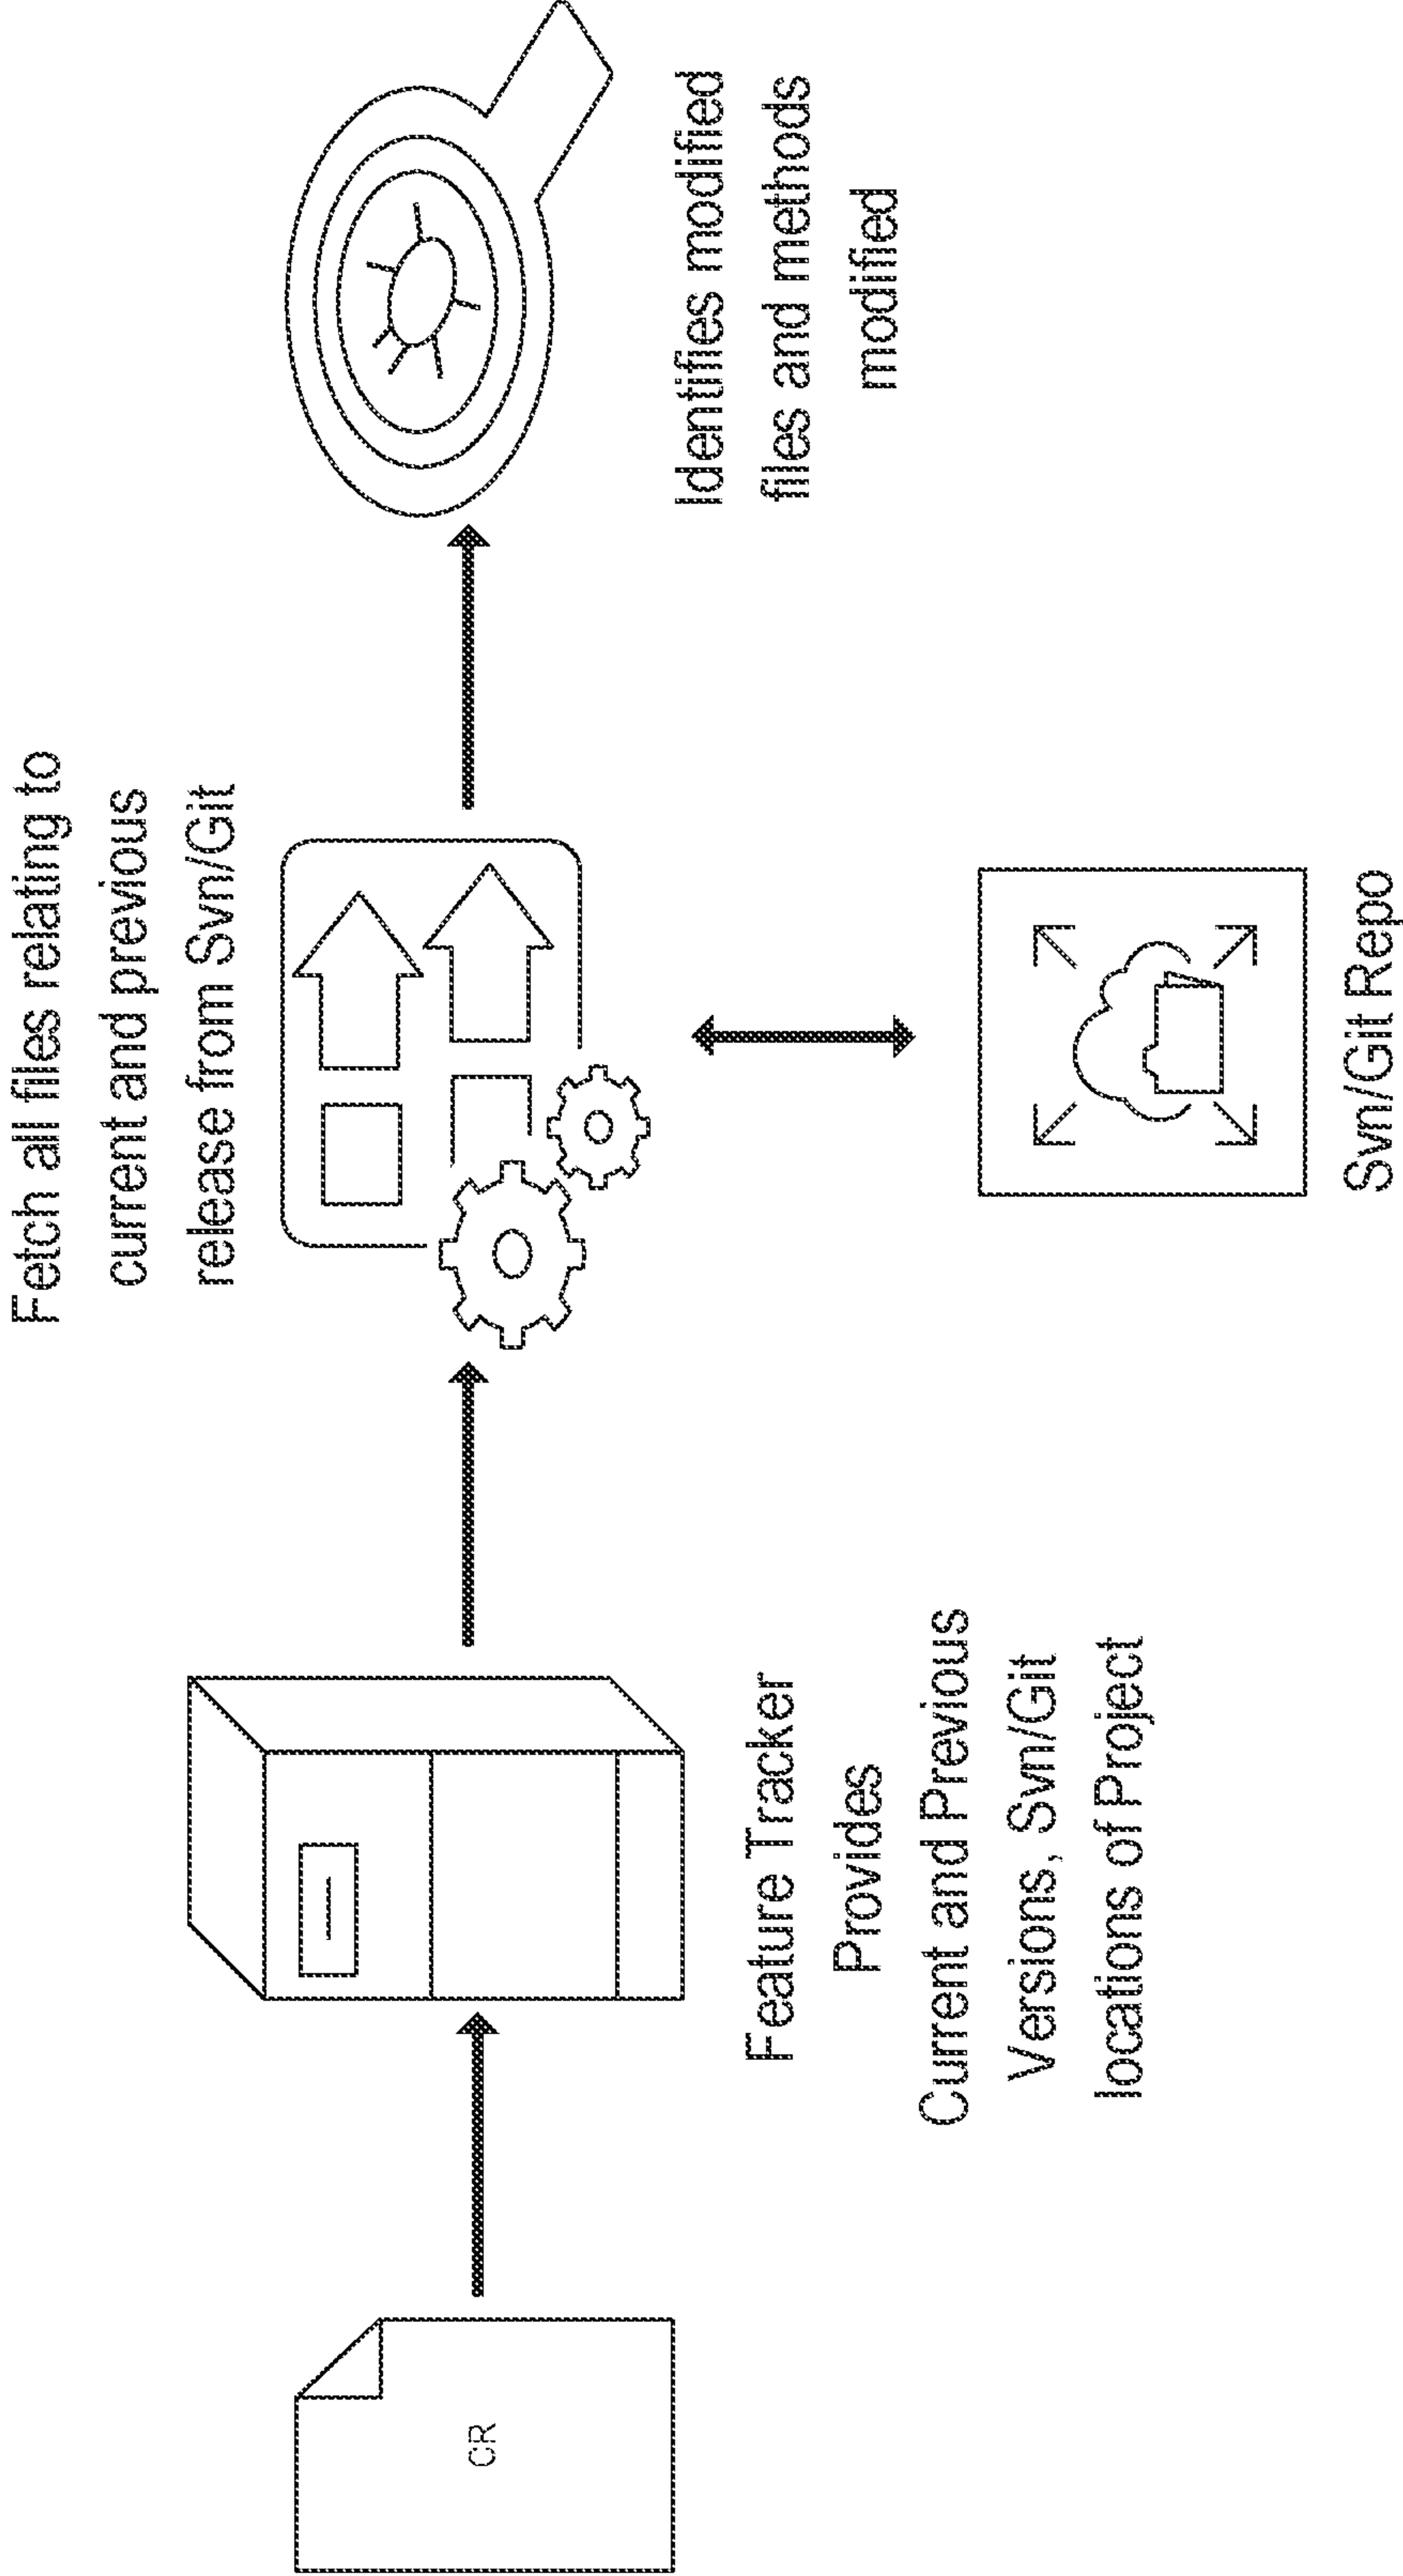 CR
Feature Tracker
Provides
Current and Previous
Versions, Svn/Git
locations of Project
Fetch all files relating to
current and previous
release from Svn/Git
Svn/Git Repo
Identifies modified
files and methods
modified